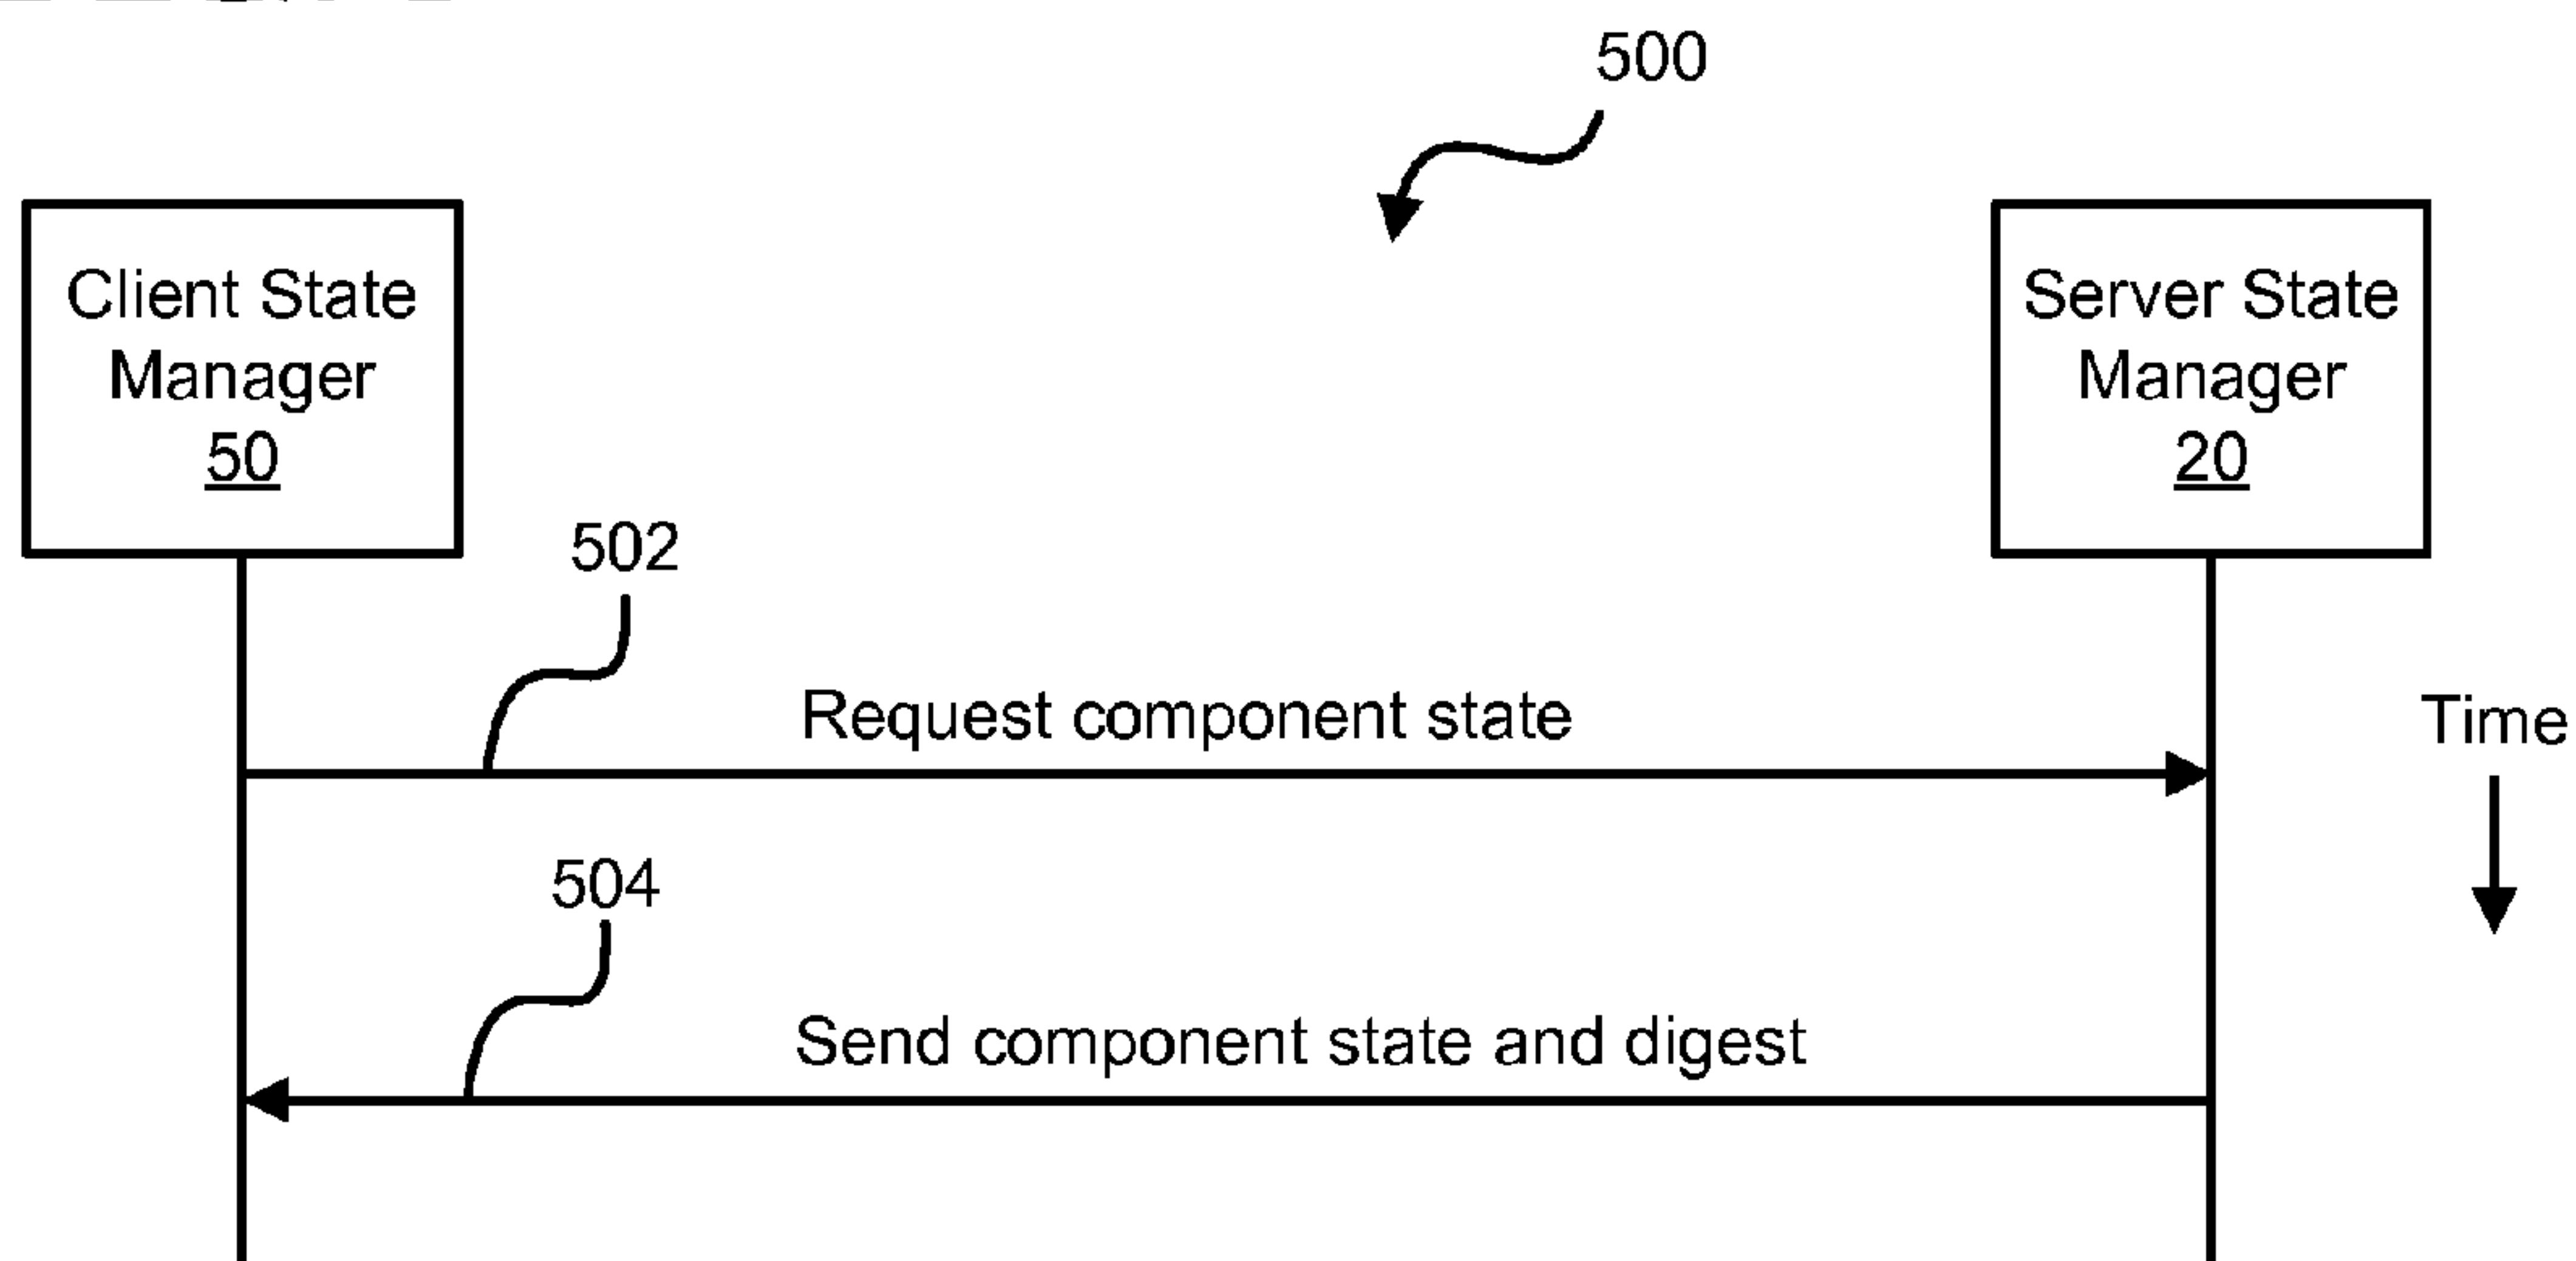 500
Client State
Manager
50
Server State
Manager
20
502
Request component state
Time
504
Send component state and digest